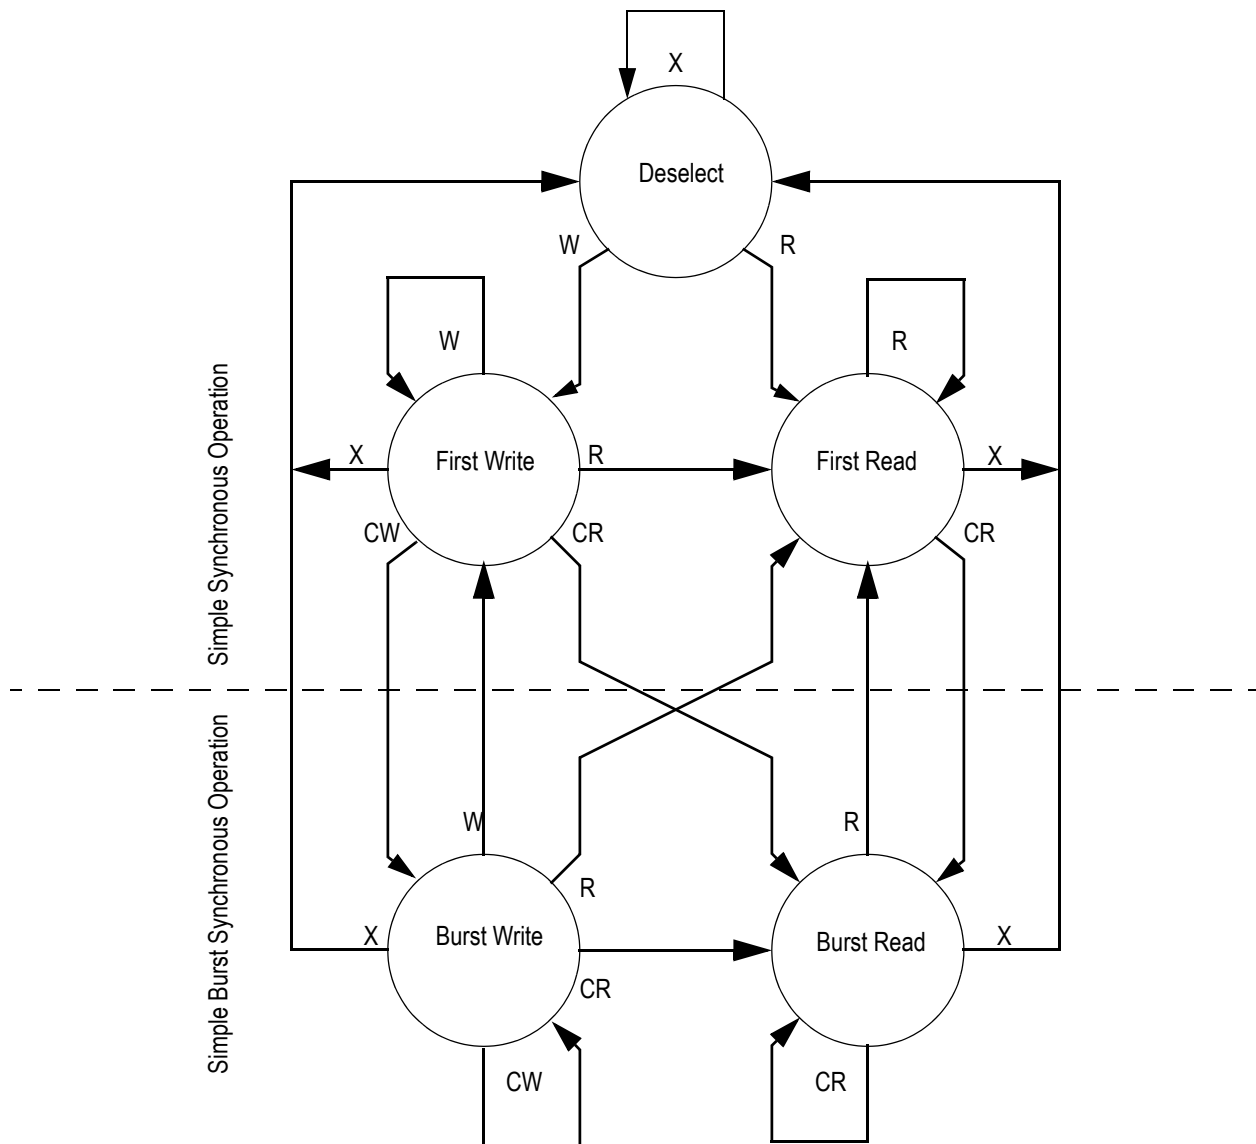 X
Deselect
W
R
W
R
Simple Synchronous Operation
X
First Write
R
First Read
X
CW
CR
CR
Simple Burst Synchronous Operation
W
R
R
X
Burst Write
Burst Read
X
CR
CW
CR